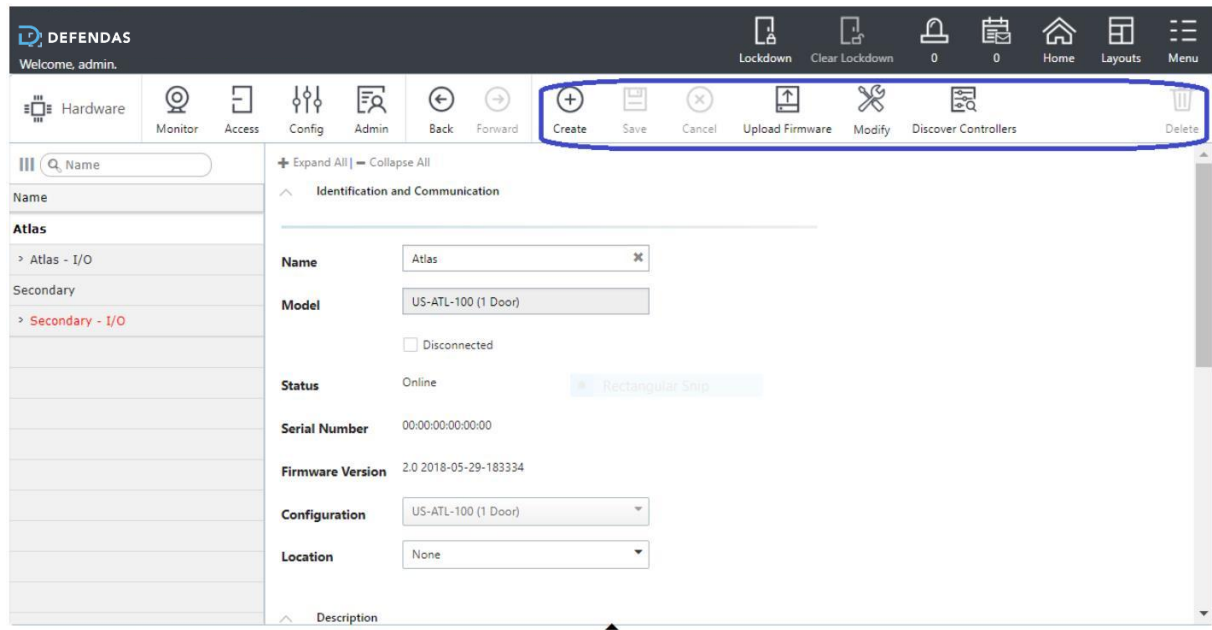 DEFENDAS
Welcome, admin.
Lockdown Clear Lockdown 0 0 Home Layouts Menu
Hardware Monitor Access Config Admin Back Forward Create Save Cancel Upload Firmware Modify Discover Controllers Delete
Name
Expand All | Collapse All
Name
Identification and Communication
Atlas
Atlas - I/O
Name Atlas
Secondary
Model US-ATL-100 (1 Door)
Secondary - I/O
Disconnected
Status Online
Rectangular Snip
Serial Number 00:00:00:00:00:00
Firmware Version 2.0 2018-05-29-183334
Configuration US-ATL-100 (1 Door)
Location None
Description